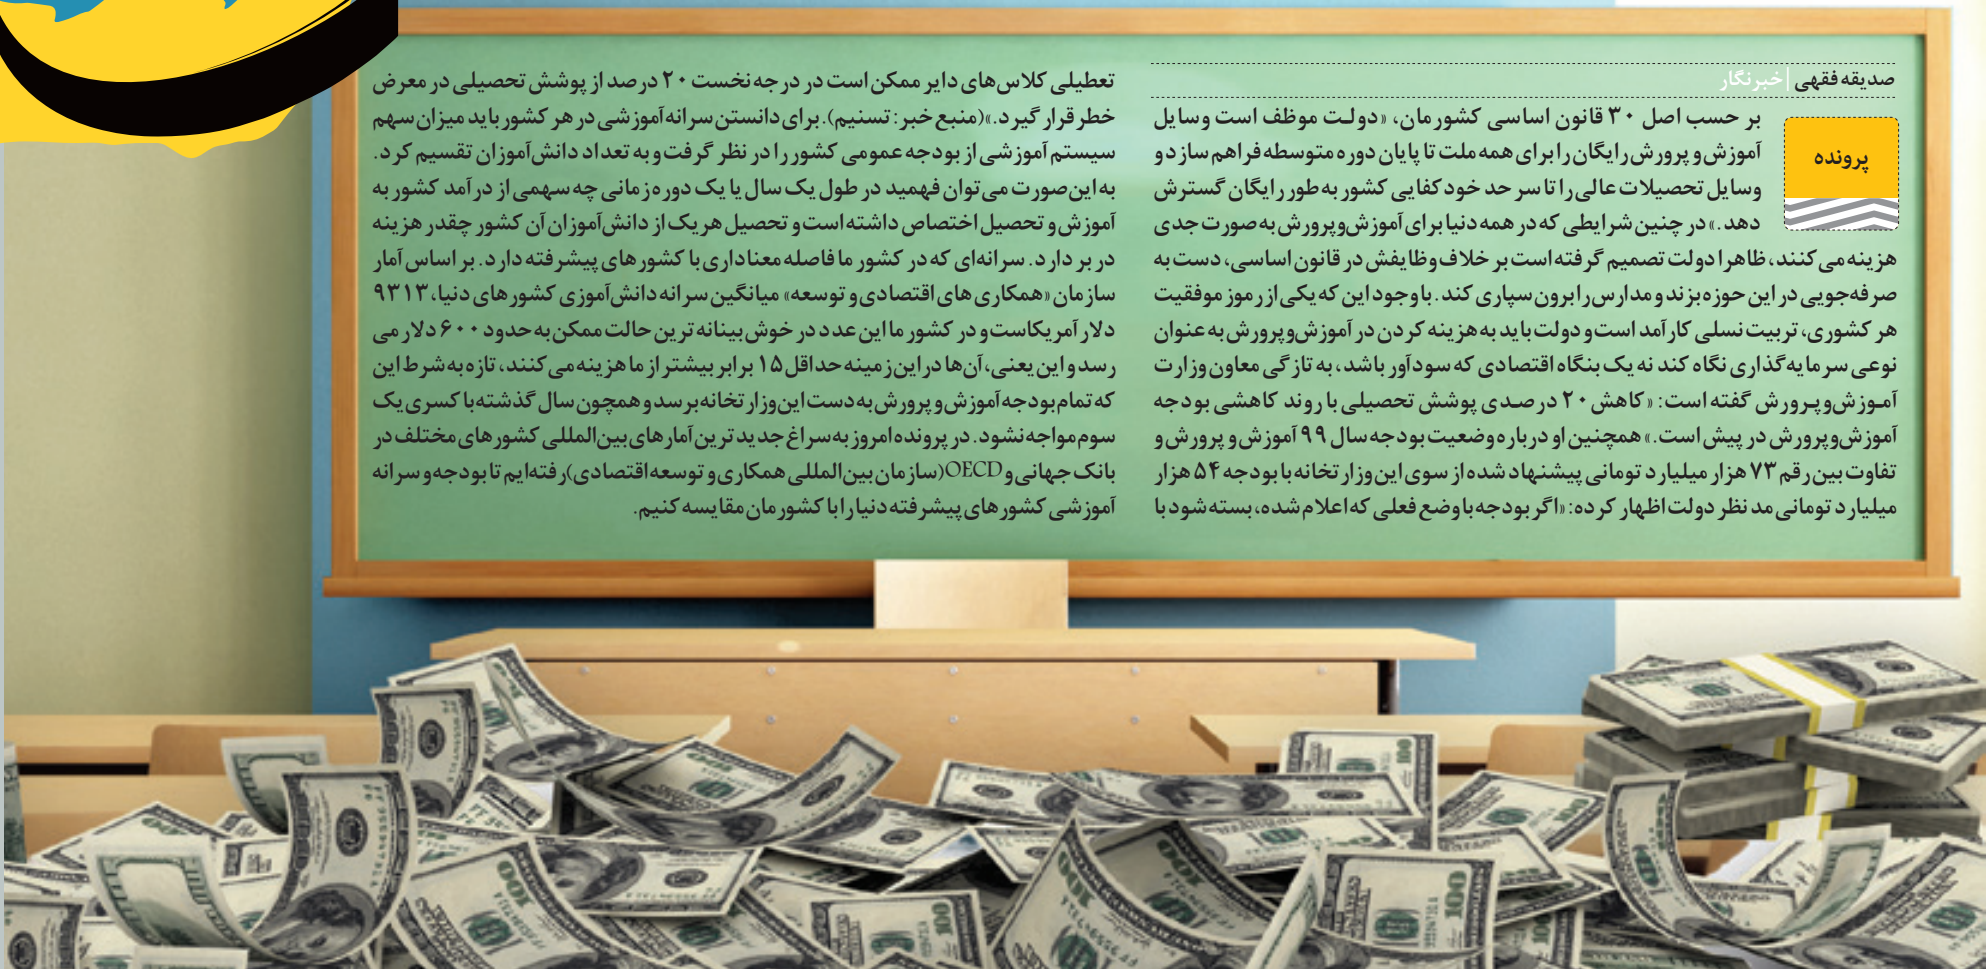 صدیقه فقهی | خبرنگار
پرونده
بر حسب اصل ۳۰ قانون اساسی کشورمان، «دولت موظف است وسایل
آموزش و پرورش رایگان را برای همه ملت تا پایان دوره متوسطه فراهم سازد و
وسایل تحصیلات عالی را تا سر حد خودکفایی کشور به طور رایگان گسترش
دهد.» در چنین شرایطی که در همه دنیا برای آموزش‌وپرورش به صورت جدی
هزینه می کنند، ظاهرا دولت تصمیم گرفته است بر خلاف وظایفش در قانون اساسی، دست به
صرفه‌جویی در این حوزه بزند و مدارس را برون سپاری کند. با وجود این که یکی از رموز موفقیت
هر کشوری، تربیت نسلی کارآمد است و دولت باید به هزینه کردن در آموزش‌وپرورش به عنوان
نوعی سرمایه گذاری نگاه کند نه یک بنگاه اقتصادی که سودآور باشد، به تازگی معاون وزارت
آموزش‌وپرورش گفته است: «کاهش ۲۰ درصدی پوشش تحصیلی با روند کاهشی بودجه
آموزش‌وپرورش در پیش است.» همچنین او درباره وضعیت بودجه سال ۹۹ آموزش و پرورش و
تفاوت بین رقم ۷۳ هزار میلیارد تومانی پیشنهاد شده از سوی این وزارتخانه با بودجه ۵۴ هزار
میلیارد تومانی مد نظر دولت اظهار کرده: «اگر بودجه با وضع فعلی که اعلام شده، بسته شود با
تعطیلی کلاس های دایر ممکن است در درجه نخست ۲۰ درصد از پوشش تحصیلی در معرض
خطر قرار گیرد.» (منبع خبر: تسنیم). برای دانستن سرانه آموزشی در هر کشور باید میزان سهم
سیستم آموزشی از بودجه عمومی کشور را در نظر گرفت و به تعداد دانش‌آموزان تقسیم کرد.
به این صورت می توان فهمید در طول یک سال یا یک دوره زمانی چه سهمی از درآمد کشور به
آموزش و تحصیل اختصاص داشته است و تحصیل هر یک از دانش‌آموزان آن کشور چقدر هزینه
در بر دارد. سرانه‌ای که در کشور ما فاصله معناداری با کشورهای پیشرفته دارد. بر اساس آمار
سازمان «همکاری های اقتصادی و توسعه» میانگین سرانه دانش‌آموزی کشورهای دنیا، ۹۳۱۳
دلار آمریکاست و در کشور ما این عدد در خوش بینانه ترین حالت ممکن به حدود ۶۰۰ دلار می
رسد و این یعنی، آن‌ها در این زمینه حداقل ۱۵ برابر بیشتر از ما هزینه می کنند، تازه به شرط این
که تمام بودجه آموزش و پرورش به دست این وزارتخانه برسد و همچون سال گذشته با کسری یک
سوم مواجه نشود. در پرونده امروز به سراغ جدیدترین آمارهای بین المللی کشورهای مختلف در
بانک جهانی و OECD (سازمان بین المللی همکاری و توسعه اقتصادی) رفته ایم تا بودجه و سرانه
آموزشی کشورهای پیشرفته دنیا را با کشورمان مقایسه کنیم.